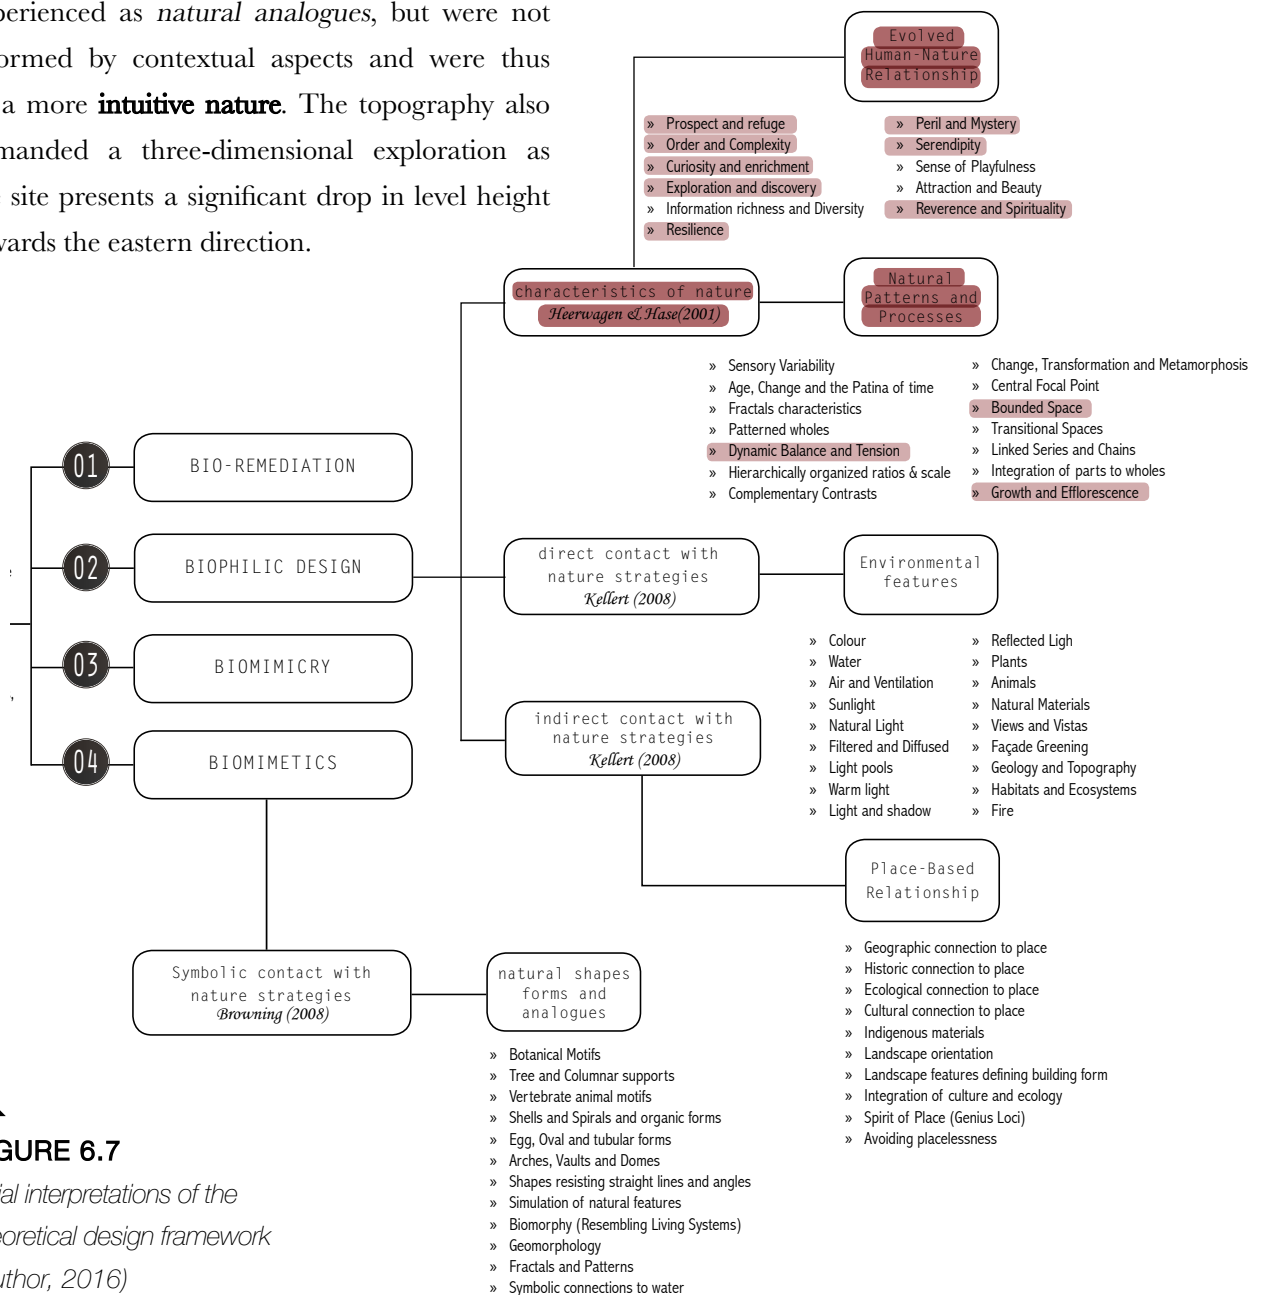 perienced as natural analogues, but were not
ormed by contextual aspects and were thus
a more intuitive nature. The topography also
manded a three-dimensional exploration as
site presents a significant drop in level height
wards the eastern direction.
Evolved
Human-Nature
Relationship
» Prospect and refuge
» Order and Complexity
» Curiosity and enrichment
» Exploration and discovery
» Information richness and Diversity
» Resilience
» Peril and Mystery
» Serendipity
» Sense of Playfulness
» Attraction and Beauty
» Reverence and Spirituality
characteristics of nature
Heerwagen & Hase(2001)
Natural
Patterns and
Processes
» Sensory Variability
» Age, Change and the Patina of time
» Fractals characteristics
» Patterned wholes
» Dynamic Balance and Tension
» Hierarchically organized ratios & scale
» Complementary Contrasts
» Change, Transformation and Metamorphosis
» Central Focal Point
» Bounded Space
» Transitional Spaces
» Linked Series and Chains
» Integration of parts to wholes
» Growth and Efflorescence
01
BIO-REMEDIATION
02
BIOPHILIC DESIGN
03
BIOMIMICRY
04
BIOMIMETICS
direct contact with
nature strategies
Kellert (2008)
Environmental
features
» Colour
» Water
» Air and Ventilation
» Sunlight
» Natural Light
» Filtered and Diffused
» Light pools
» Warm light
» Light and shadow
» Reflected Ligh
» Plants
» Animals
» Natural Materials
» Views and Vistas
» Façade Greening
» Geology and Topography
» Habitats and Ecosystems
» Fire
indirect contact with
nature strategies
Kellert (2008)
Place-Based
Relationship
» Geographic connection to place
» Historic connection to place
» Ecological connection to place
» Cultural connection to place
» Indigenous materials
» Landscape orientation
» Landscape features defining building form
» Integration of culture and ecology
» Spirit of Place (Genius Loci)
» Avoiding placelessness
Symbolic contact with
nature strategies
Browning (2008)
natural shapes
forms and
analogues
» Botanical Motifs
» Tree and Columnar supports
» Vertebrate animal motifs
» Shells and Spirals and organic forms
» Egg, Oval and tubular forms
» Arches, Vaults and Domes
» Shapes resisting straight lines and angles
» Simulation of natural features
» Biomorphy (Resembling Living Systems)
» Geomorphology
» Fractals and Patterns
» Symbolic connections to water
GURE 6.7
ial interpretations of the
eoretical design framework
uthor, 2016)